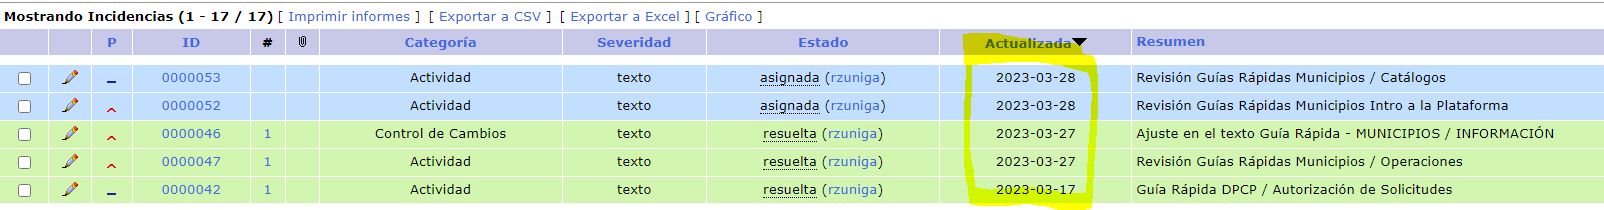 Mostrando Incidencias (1 - 17 / 17) [ Imprimir informes ] [ Exportar a CSV ] [ Exportar a Excel ] [ Gráfico ]
P ID # Categoría Severidad Estado Actualizada Resumen
0000053 Actividad texto asignada (rzuniga) 2023-03-28 Revisión Guías Rápidas Municipios / Catálogos
0000052 Actividad texto asignada (rzuniga) 2023-03-28 Revisión Guías Rápidas Municipios Intro a la Plataforma
0000046 1 Control de Cambios texto resuelta (rzuniga) 2023-03-27 Ajuste en el texto Guía Rápida - MUNICIPIOS / INFORMACIÓN
0000047 1 Actividad texto resuelta (rzuniga) 2023-03-27 Revisión Guías Rápidas Municipios / Operaciones
0000042 1 Actividad texto resuelta (rzuniga) 2023-03-17 Guía Rápida DPCP / Autorización de Solicitudes